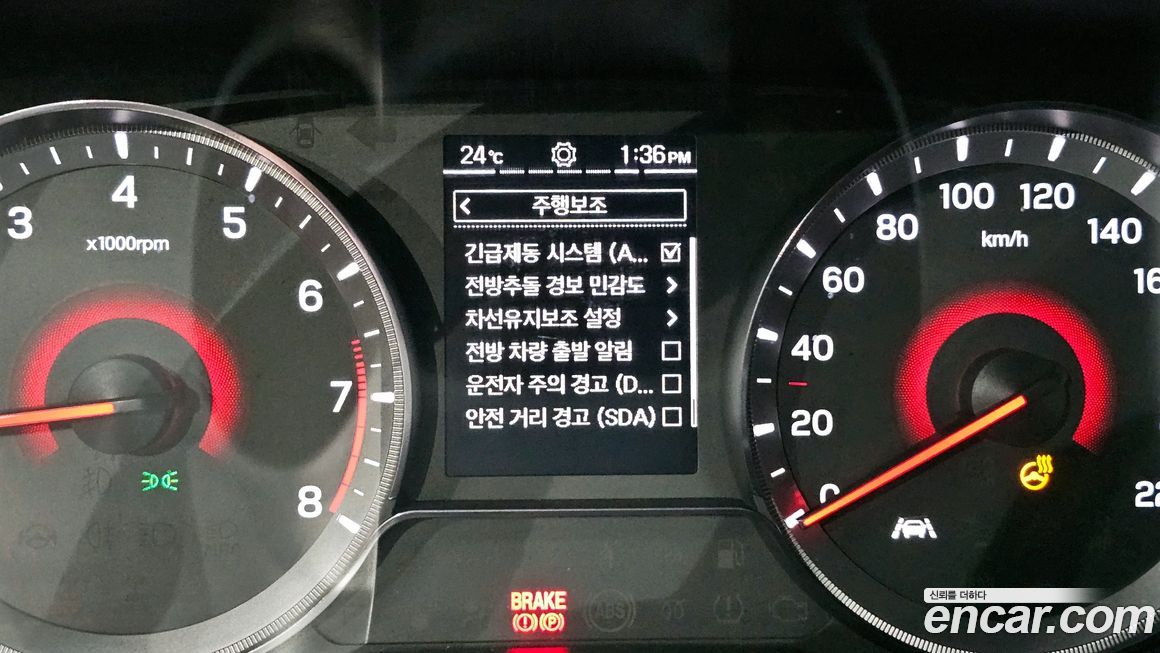 24°C 1:36PM
< 주행보조
긴급제동 시스템 (A...
전방추돌 경보 민감도 >
차선유지보조 설정 >
전방 차량 출발 알림
운전자 주의 경고 (D...
안전 거리 경고 (SDA)
3 4 5 6 7 8
x1000rpm
0 20 40 60 80 100 120 140
km/h
BRAKE
(!) (P)
ABS
신뢰를 더하다
encar.com